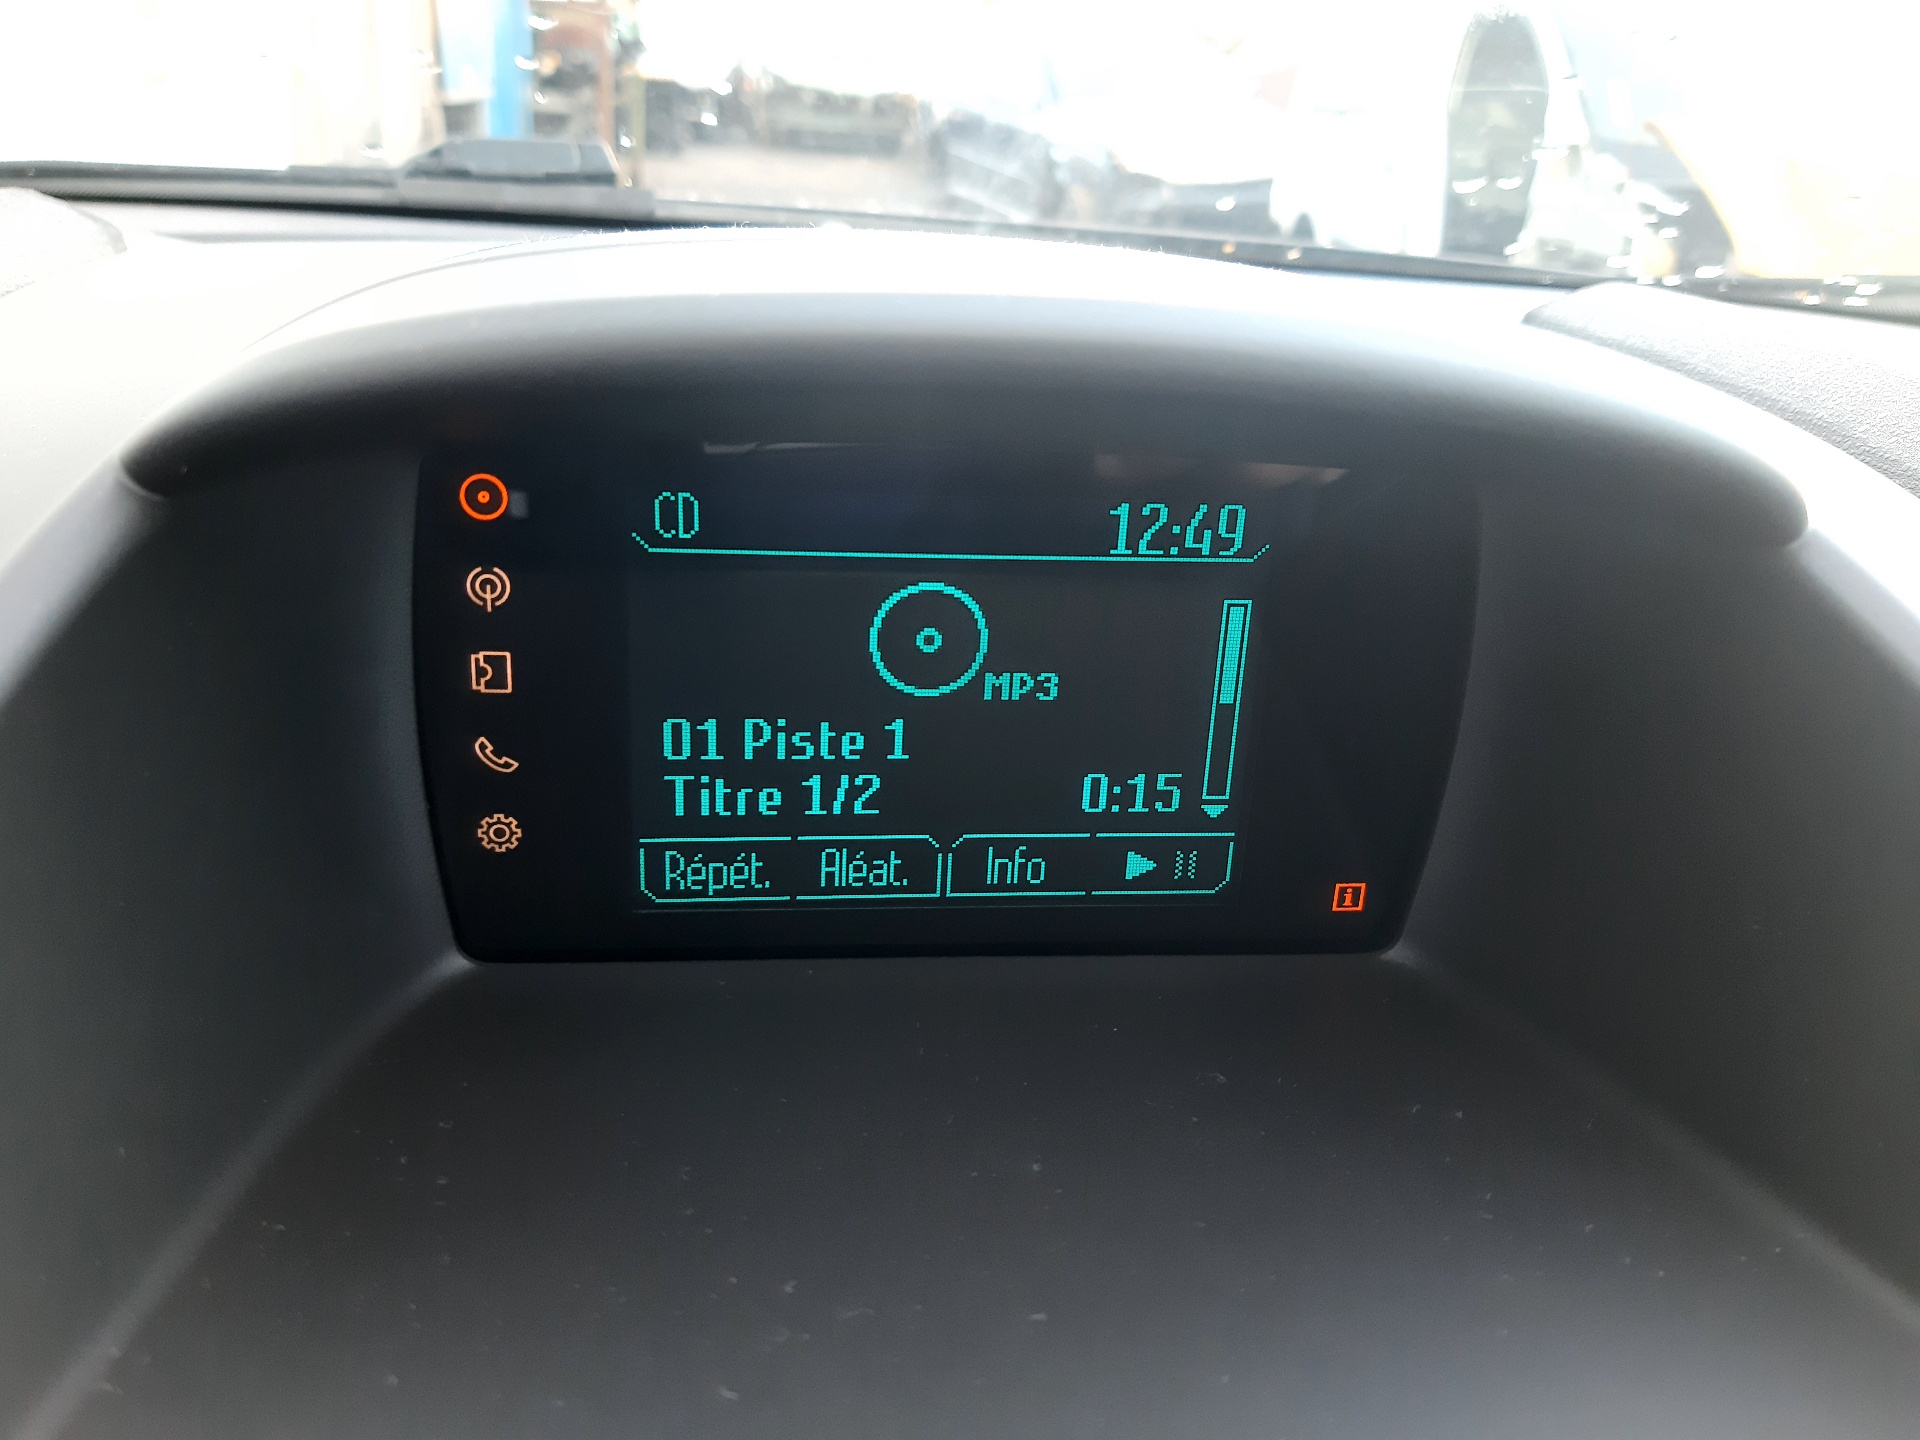 CD 12:49
MP3
01 Piste 1
Titre 1/2 0:15
Répét. Aléat. Info
i